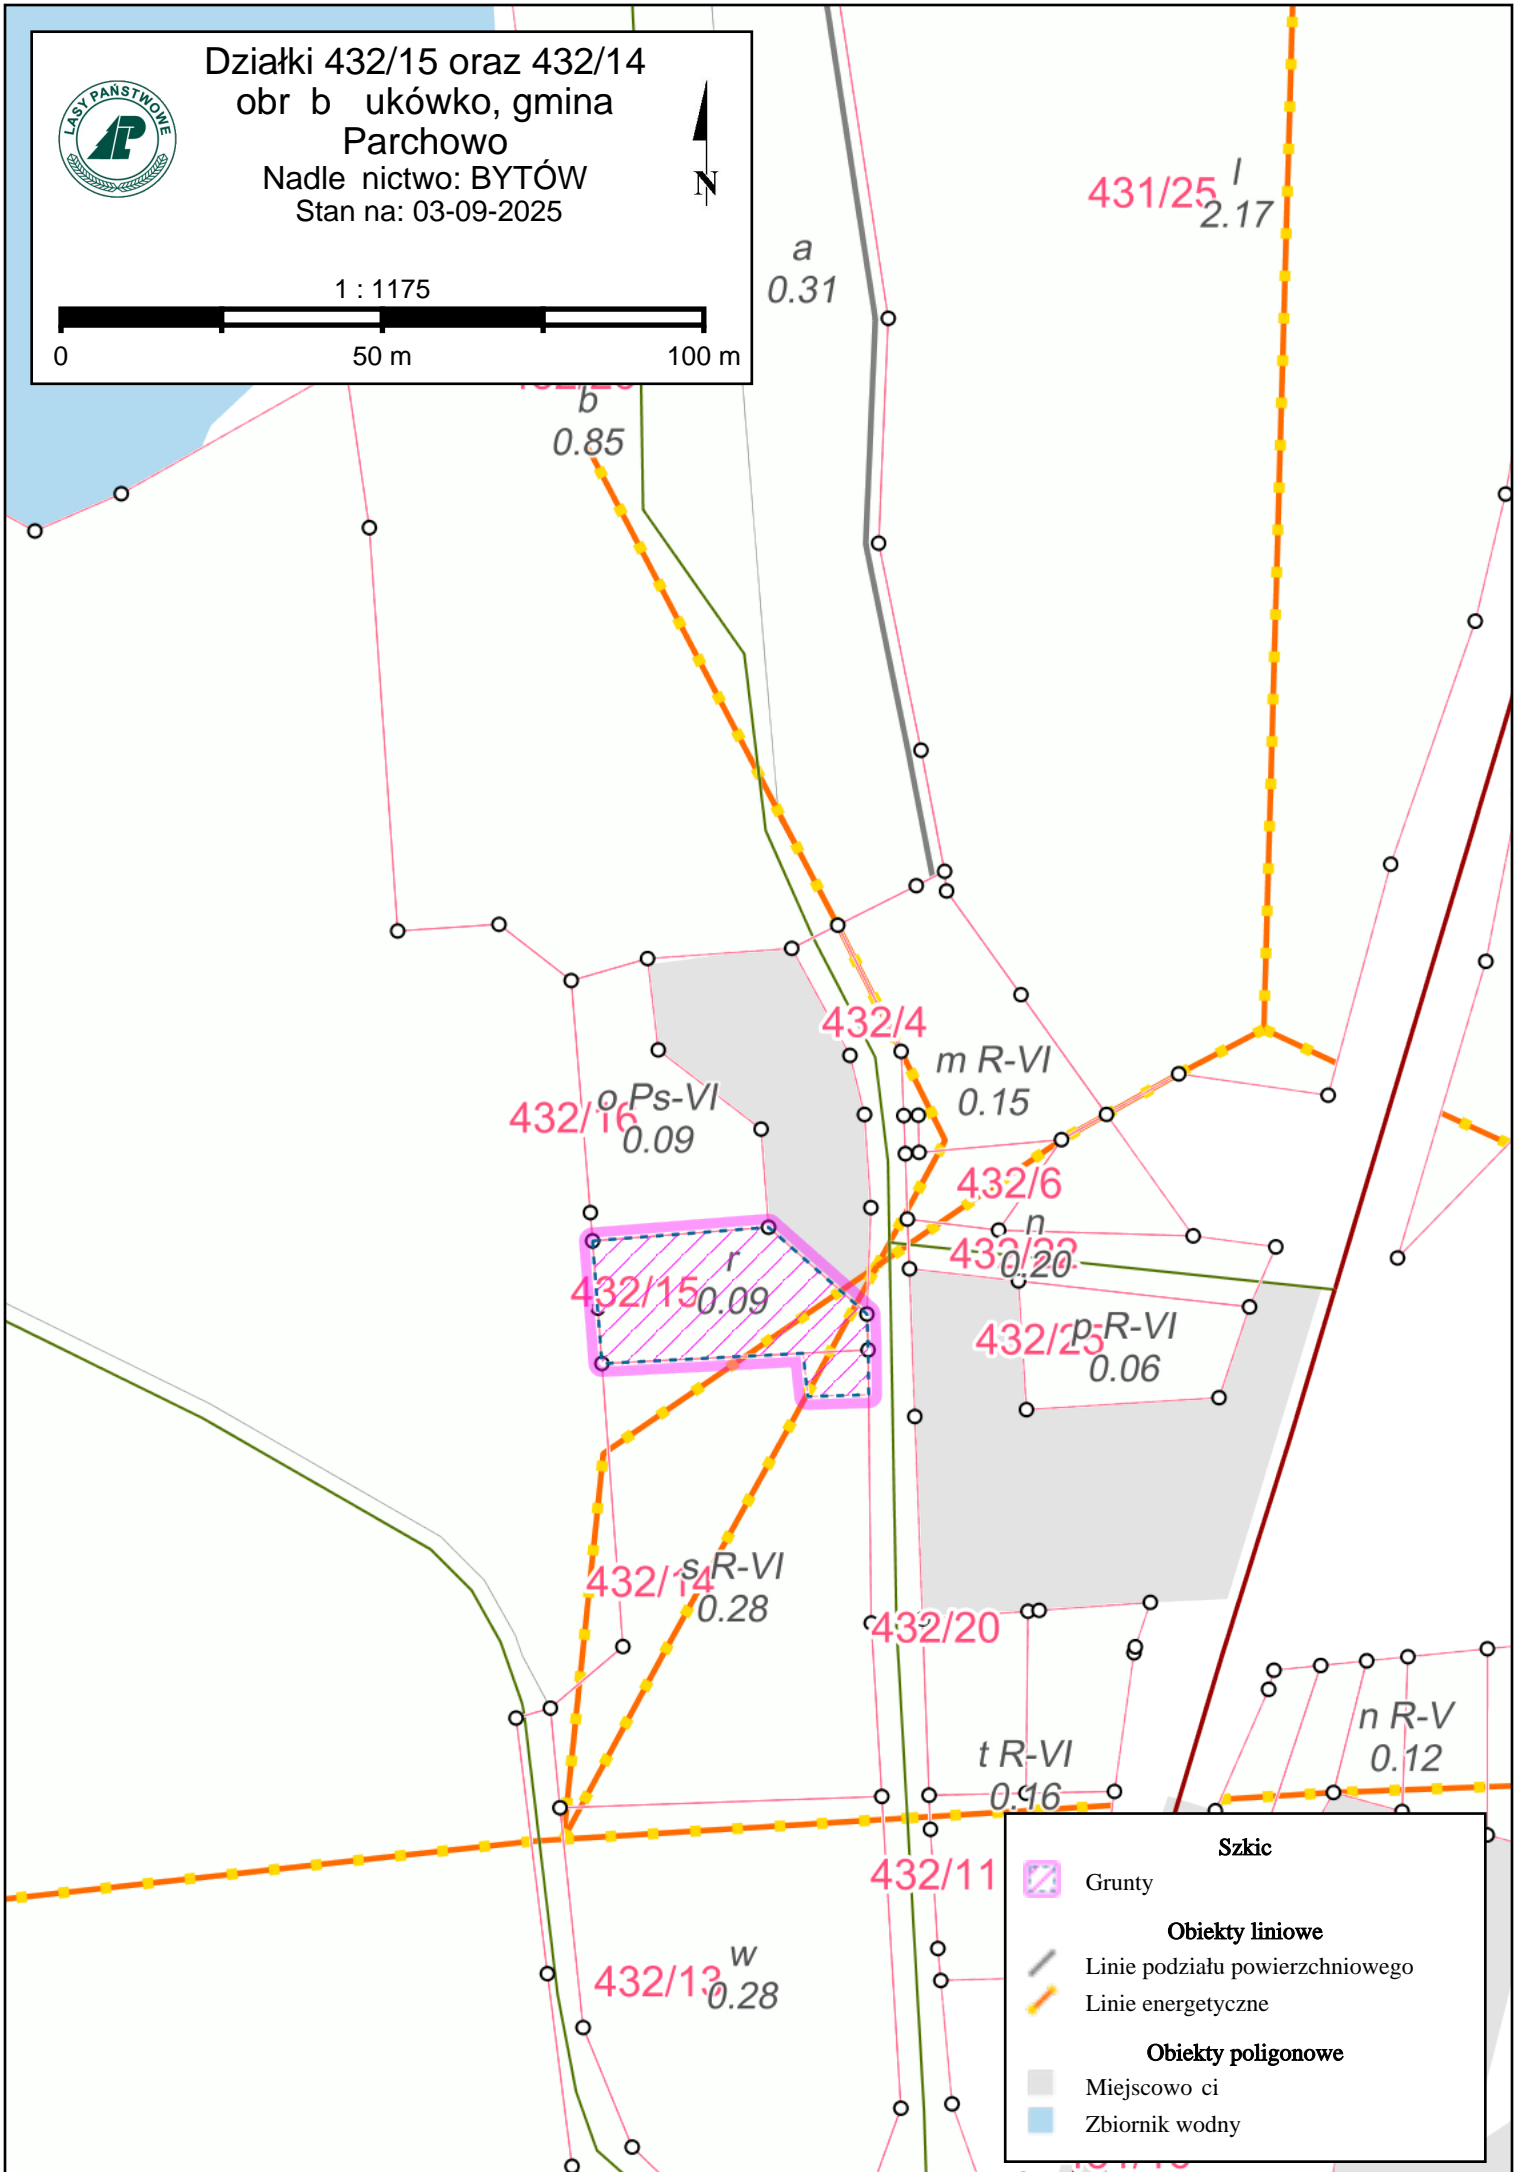 Działki 432/15 oraz 432/14
obr b ukówko, gmina
Parchowo
Nadle nictwo: BYTÓW
Stan na: 03-09-2025
LASY PAŃSTWOWE
N
1 : 1175
0 50 m 100 m
431/25
l
2.17
a
0.31
b
0.85
432/4
m R-VI
0.15
432/16
o Ps-VI
0.09
432/6
n
432/22
0.20
432/15
r
0.09
432/25
p R-VI
0.06
432/14
s R-VI
0.28
432/20
n R-V
0.12
t R-VI
0.16
432/11
432/13
w
0.28
Szkic
Grunty
Obiekty liniowe
Linie podziału powierzchniowego
Linie energetyczne
Obiekty poligonowe
Miejscowo ci
Zbiornik wodny